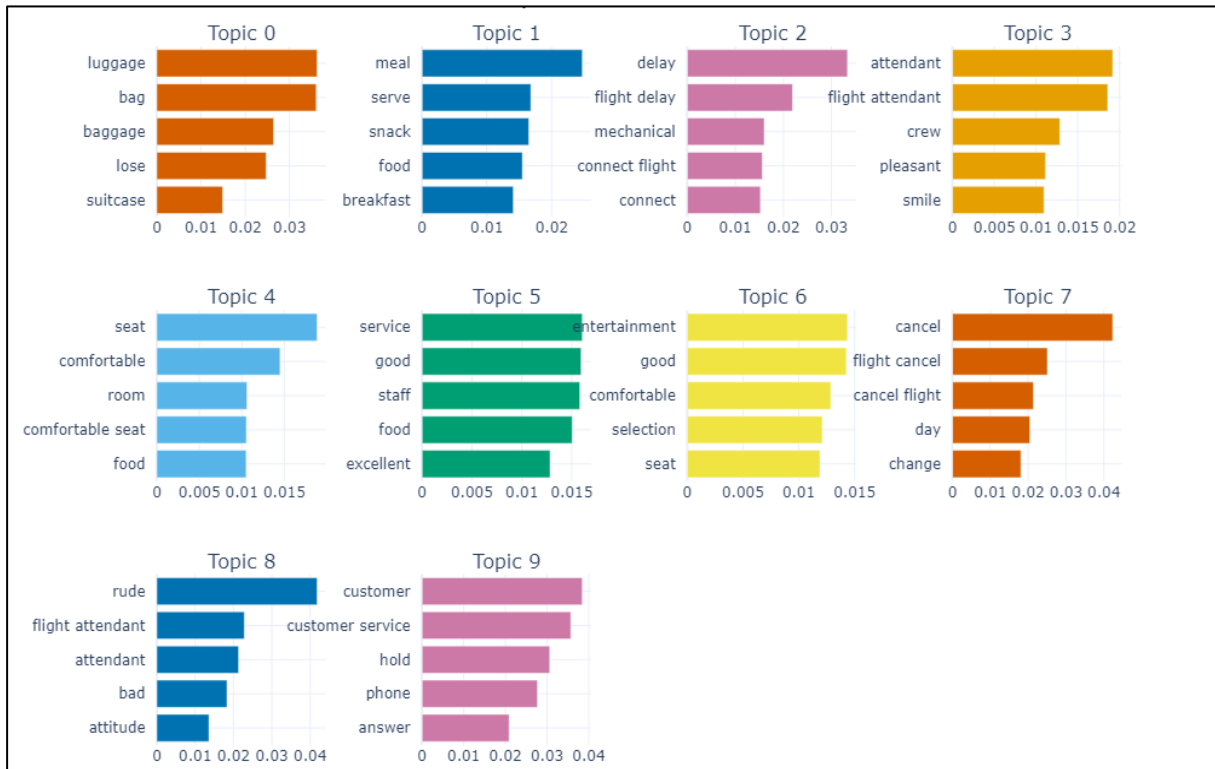 Topic 0
luggage
bag
baggage
lose
suitcase
0 0.01 0.02 0.03
Topic 1
meal
serve
snack
food
breakfast
0 0.01 0.02
Topic 2
delay
flight delay
mechanical
connect flight
connect
0 0.01 0.02 0.03
Topic 3
attendant
flight attendant
crew
pleasant
smile
0 0.005 0.01 0.015 0.02
Topic 4
seat
comfortable
room
comfortable seat
food
0 0.005 0.01 0.015
Topic 5
service
good
staff
food
excellent
0 0.005 0.01 0.015
Topic 6
entertainment
good
comfortable
selection
seat
0 0.005 0.01 0.015
Topic 7
cancel
flight cancel
cancel flight
day
change
0 0.01 0.02 0.03 0.04
Topic 8
rude
flight attendant
attendant
bad
attitude
0 0.01 0.02 0.03 0.04
Topic 9
customer
customer service
hold
phone
answer
0 0.01 0.02 0.03 0.04